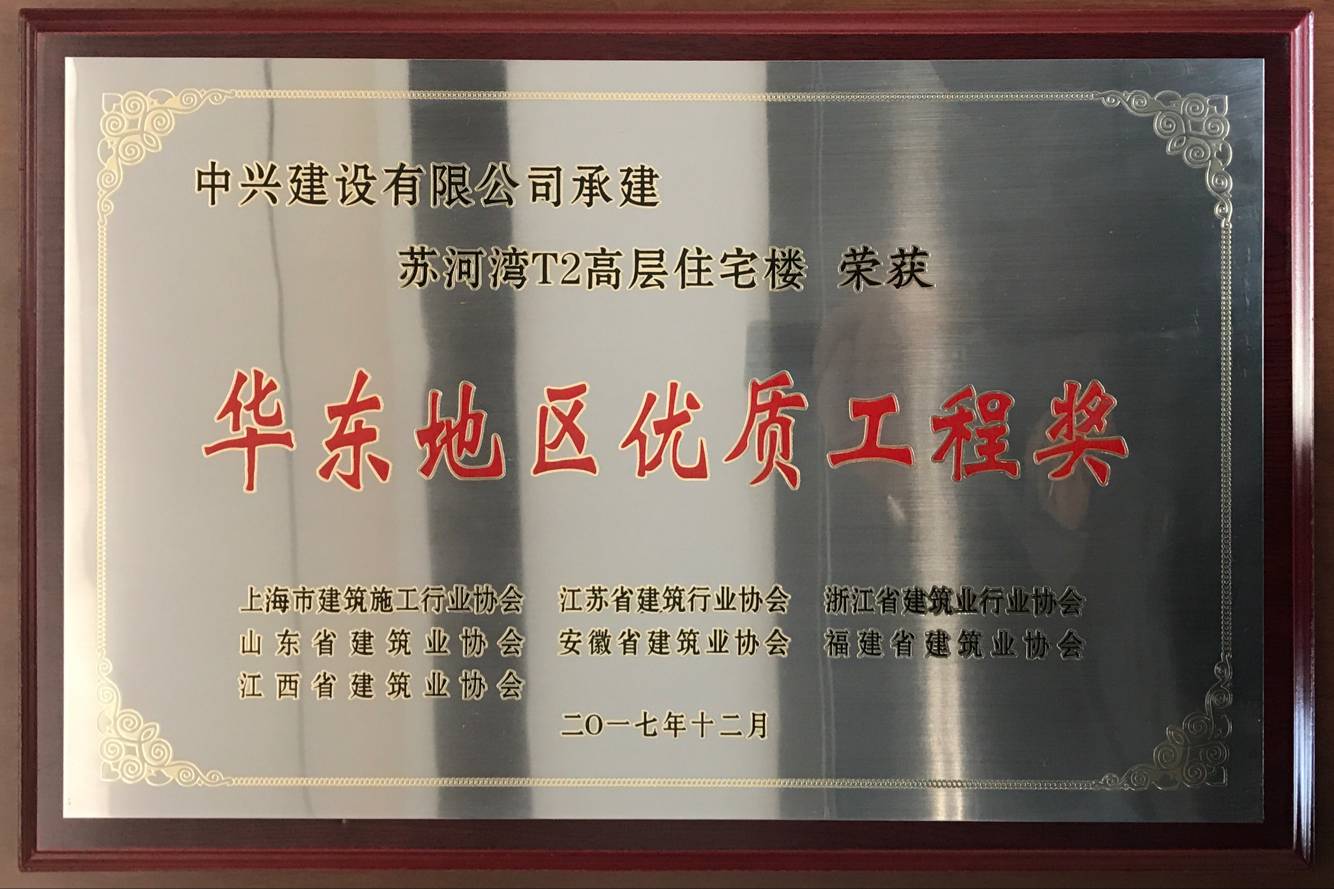 中兴建设有限公司承建
苏河湾T2高层住宅楼 荣获
华东地区优质工程奖
上海市建筑施工行业协会 江苏省建筑行业协会 浙江省建筑业行业协会
山东省建筑业协会 安徽省建筑业协会 福建省建筑业协会
江西省建筑业协会
二〇一七年十二月